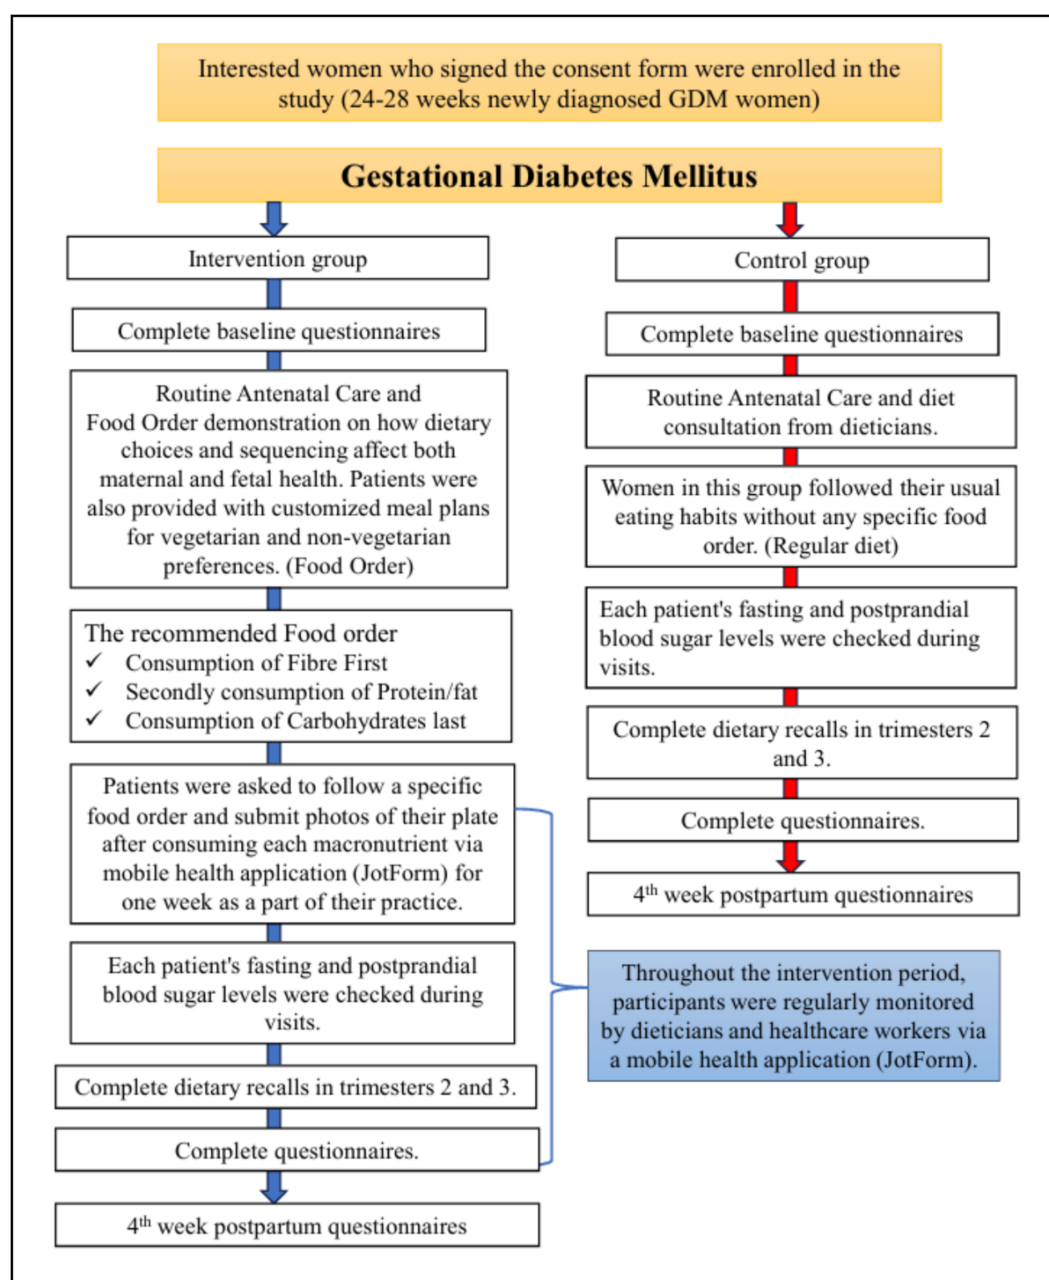 Interested women who signed the consent form were enrolled in the
study (24-28 weeks newly diagnosed GDM women)
Gestational Diabetes Mellitus
Intervention group
Complete baseline questionnaires
Routine Antenatal Care and
Food Order demonstration on how dietary
choices and sequencing affect both
maternal and fetal health. Patients were
also provided with customized meal plans
for vegetarian and non-vegetarian
preferences. (Food Order)
The recommended Food order
✓ Consumption of Fibre First
✓ Secondly consumption of Protein/fat
✓ Consumption of Carbohydrates last
Patients were asked to follow a specific
food order and submit photos of their plate
after consuming each macronutrient via
mobile health application (JotForm) for
one week as a part of their practice.
Each patient's fasting and postprandial
blood sugar levels were checked during
visits.
Complete dietary recalls in trimesters 2 and 3.
Complete questionnaires.
4th week postpartum questionnaires
Control group
Complete baseline questionnaires
Routine Antenatal Care and diet
consultation from dieticians.
Women in this group followed their usual
eating habits without any specific food
order. (Regular diet)
Each patient's fasting and postprandial
blood sugar levels were checked during
visits.
Complete dietary recalls in trimesters 2
and 3.
Complete questionnaires.
4th week postpartum questionnaires
Throughout the intervention period,
participants were regularly monitored
by dieticians and healthcare workers via
a mobile health application (JotForm).